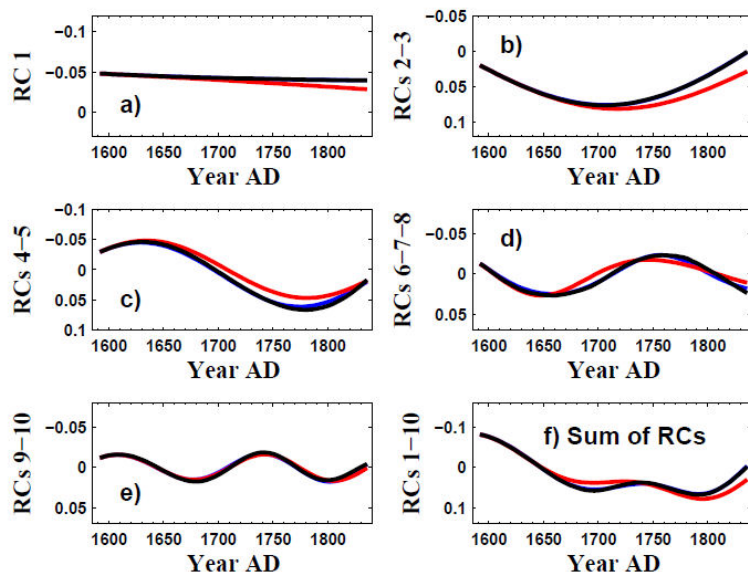 −0.1
−0.05
0
RC 1
a)
1600 1650 1700 1750 1800
Year AD
−0.05
0
0.05
0.1
RCs 2−3
b)
1600 1650 1700 1750 1800
Year AD
−0.1
−0.05
0
0.05
0.1
RCs 4−5
c)
1600 1650 1700 1750 1800
Year AD
−0.05
0
0.05
RCs 6−7−8
d)
1600 1650 1700 1750 1800
Year AD
−0.05
0
0.05
RCs 9−10
e)
1600 1650 1700 1750 1800
Year AD
−0.1
0
0.1
RCs 1−10
f) Sum of RCs
1600 1650 1700 1750 1800
Year AD